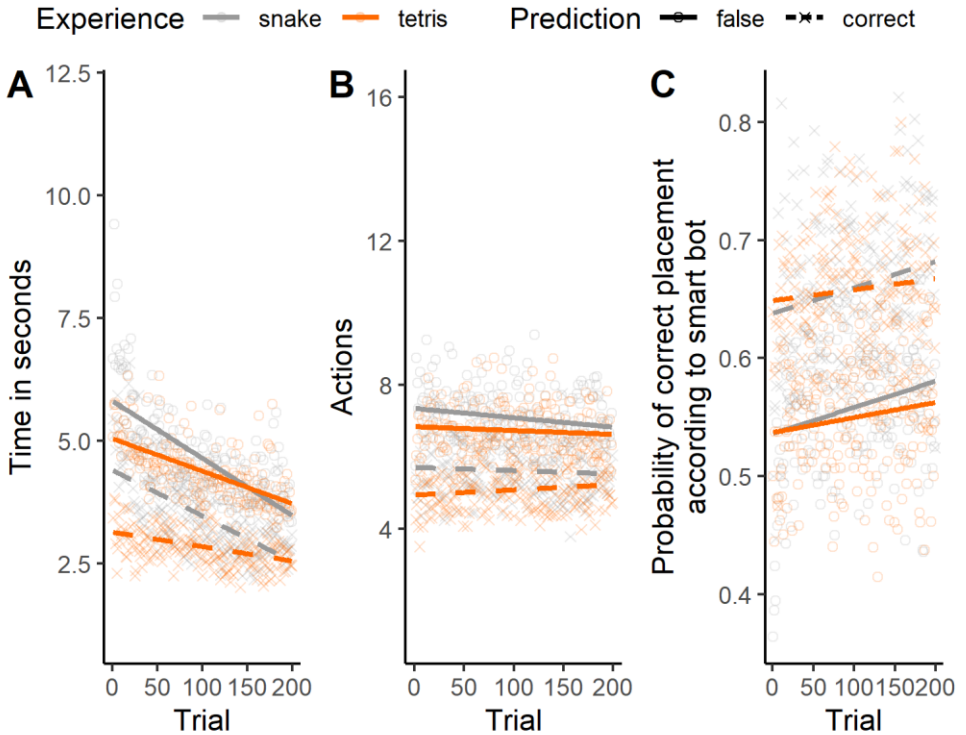 Experience snake tetris Prediction false correct
A
Time in seconds
12.5
10.0
7.5
5.0
2.5
0 50 100 150 200
Trial
B
Actions
16
12
8
4
0 50 100 150 200
Trial
C
Probability of correct placement
according to smart bot
0.8
0.7
0.6
0.5
0.4
0 50 100 150 200
Trial